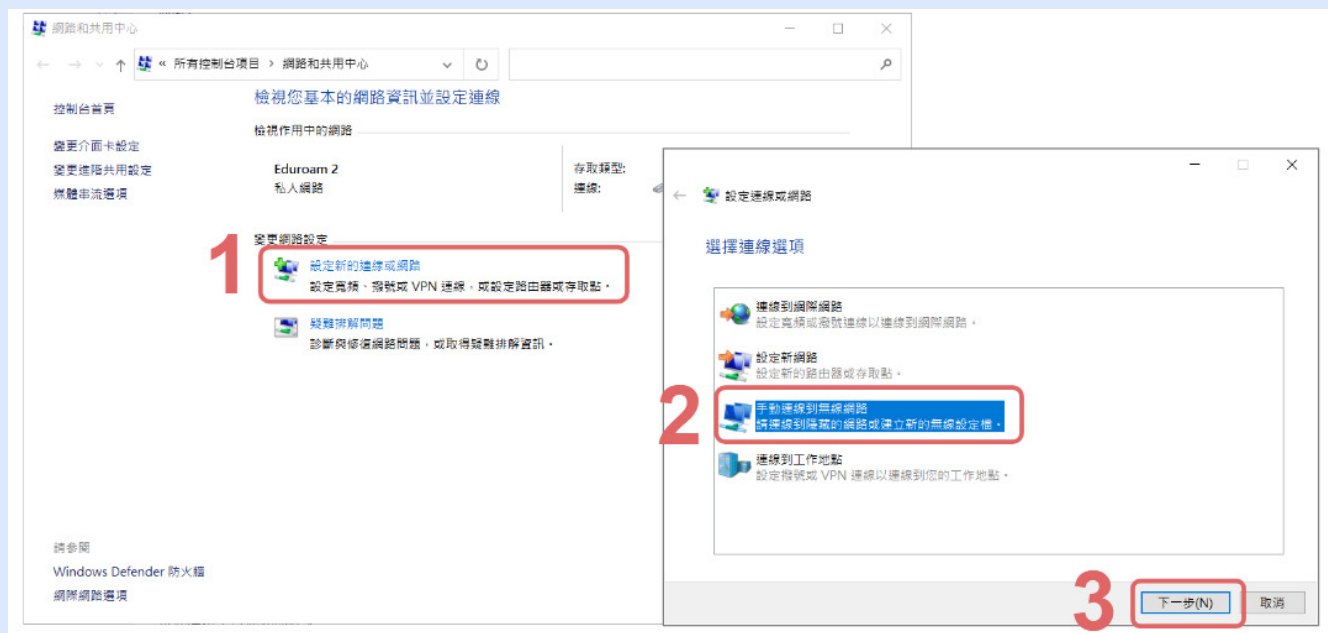 網路和共用中心
« 所有控制台項目 › 網路和共用中心
控制台首頁
檢視您基本的網路資訊並設定連線
變更介面卡設定
變更進階共用設定
媒體串流選項
檢視作用中的網路
Eduroam 2
私人網路
存取類型:
連線:
變更網路設定
1
設定新的連線或網路
設定寬頻、撥號或 VPN 連線，或設定路由器或存取點。
疑難排解問題
診斷與修復網路問題，或取得疑難排解資訊。
請參閱
Windows Defender 防火牆
網際網路選項
設定連線或網路
選擇連線選項
連線到網際網路
設定寬頻或撥號連線以連線到網際網路。
設定新網路
設定新的路由器或存取點。
2
手動連線到無線網路
請連線到隱藏的網路或建立新的無線設定檔。
連線到工作地點
設定撥號或 VPN 連線以連線到您的工作地點。
3
下一步(N)
取消